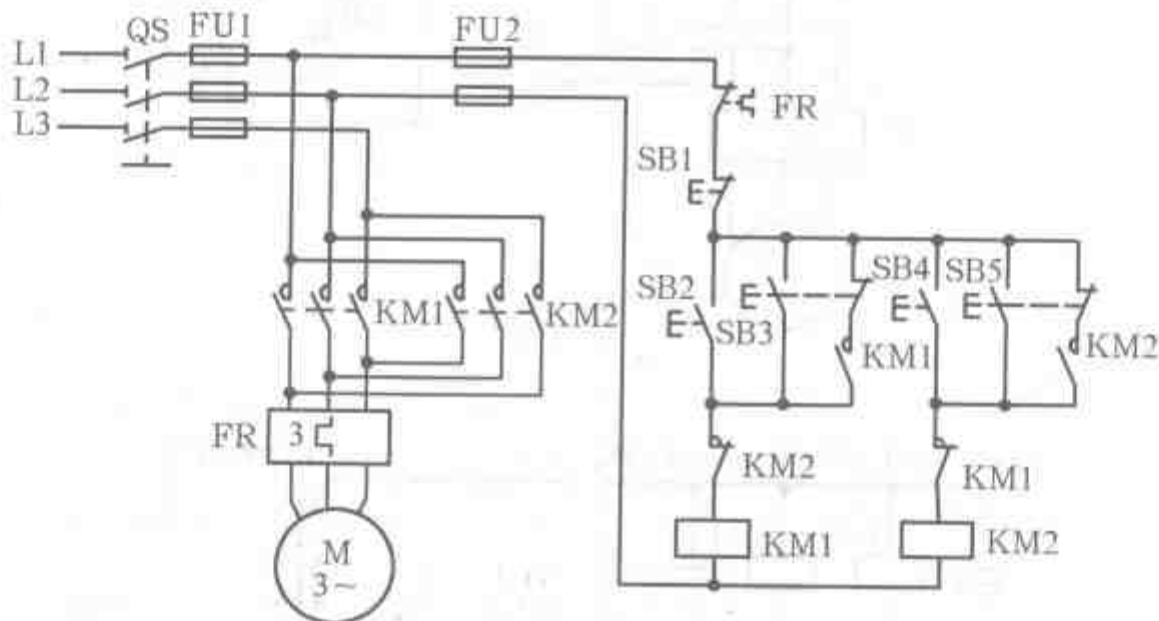 QS FU1 FU2
L1
L2
L3
FR
SB1
SB2 SB3 SB4 SB5
KM1 KM2 KM1 KM2
FR 3
KM2 KM1
M
3~
KM1 KM2